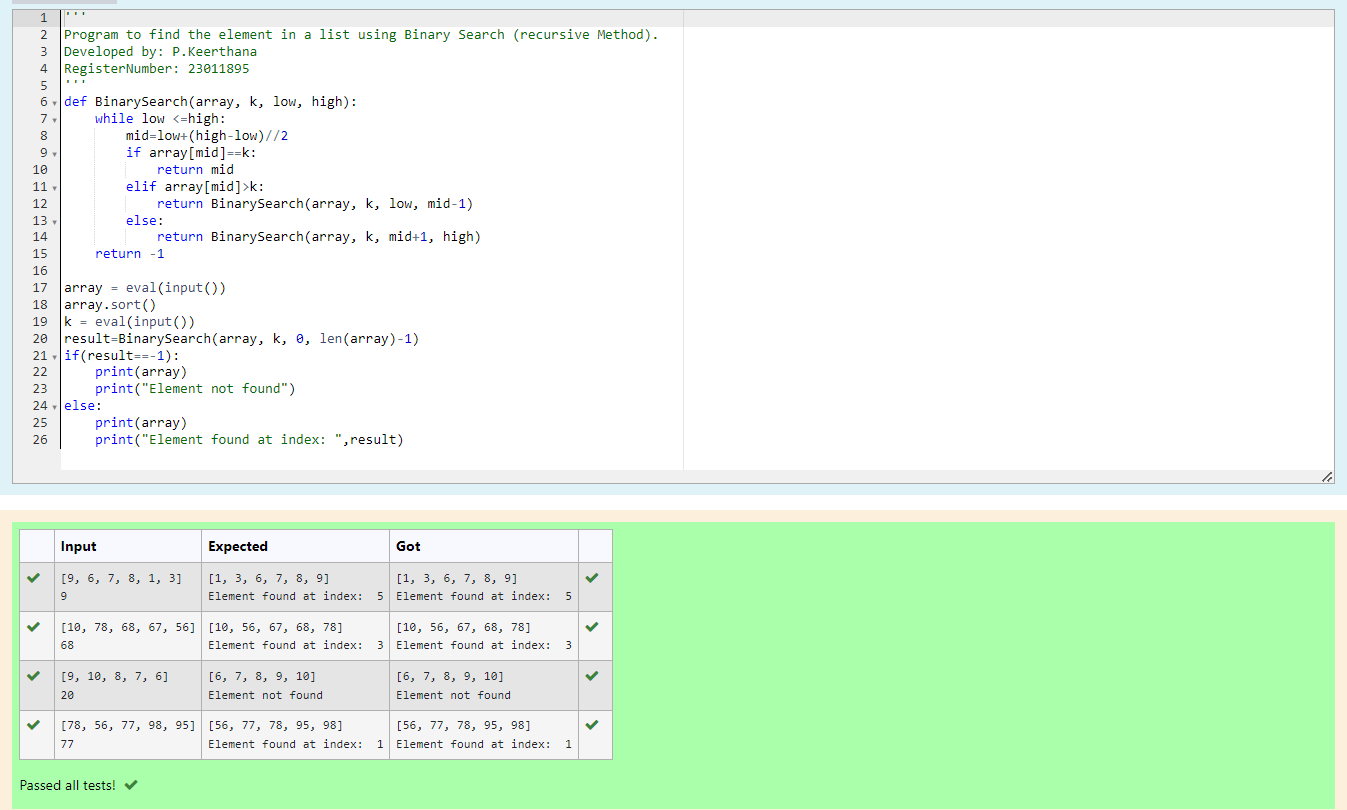 1 '''
2 Program to find the element in a list using Binary Search (recursive Method).
3 Developed by: P.Keerthana
4 RegisterNumber: 23011895
5 '''
6 def BinarySearch(array, k, low, high):
7     while low <=high:
8         mid=low+(high-low)//2
9         if array[mid]==k:
10             return mid
11         elif array[mid]>k:
12             return BinarySearch(array, k, low, mid-1)
13         else:
14             return BinarySearch(array, k, mid+1, high)
15     return -1
16
17 array = eval(input())
18 array.sort()
19 k = eval(input())
20 result=BinarySearch(array, k, 0, len(array)-1)
21 if(result==-1):
22     print(array)
23     print("Element not found")
24 else:
25     print(array)
26     print("Element found at index: ",result)
Input Expected Got
[9, 6, 7, 8, 1, 3] [1, 3, 6, 7, 8, 9] [1, 3, 6, 7, 8, 9]
9 Element found at index:  5 Element found at index:  5
[10, 78, 68, 67, 56] [10, 56, 67, 68, 78] [10, 56, 67, 68, 78]
68 Element found at index:  3 Element found at index:  3
[9, 10, 8, 7, 6] [6, 7, 8, 9, 10] [6, 7, 8, 9, 10]
20 Element not found Element not found
[78, 56, 77, 98, 95] [56, 77, 78, 95, 98] [56, 77, 78, 95, 98]
77 Element found at index:  1 Element found at index:  1
Passed all tests!